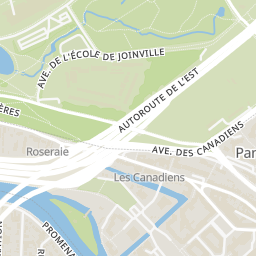 AVE. DE L'ÉCOLE DE JOINVILLE
AUTOROUTE DE L'EST
ÈRES
AVE. DES CANADIENS
Roseraie
Par
Les Canadiens
PROMENA